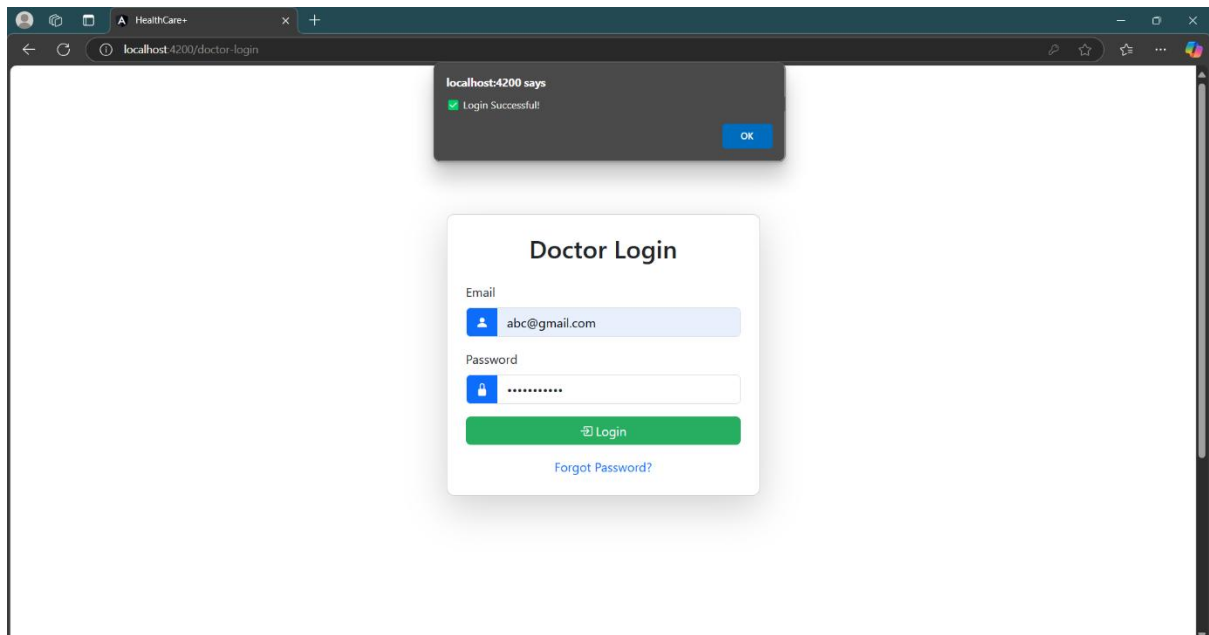 HealthCare+
localhost:4200/doctor-login
localhost:4200 says
✅ Login Successful!
OK
Doctor Login
Email
abc@gmail.com
Password
•••••••••••
Login
Forgot Password?